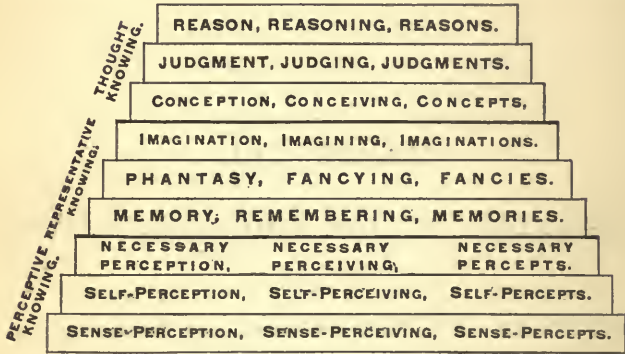 REASON, REASONING, REASONS.
JUDGMENT, JUDGING, JUDGMENTS.
CONCEPTION, CONCEIVING, CONCEPTS,
IMAGINATION, IMAGINING, IMAGINATIONS.
PHANTASY, FANCYING, FANCIES.
MEMORY, REMEMBERING, MEMORIES.
NECESSARY NECESSARY NECESSARY
PERCEPTION, PERCEIVING, PERCEPTS.
SELF-PERCEPTION, SELF-PERCEIVING, SELF-PERCEPTS.
SENSE-PERCEPTION, SENSE-PERCEIVING, SENSE-PERCEPTS.
THOUGHT
KNOWING.
REPRESENTATIVE
KNOWING.
PERCEPTIVE
KNOWING.